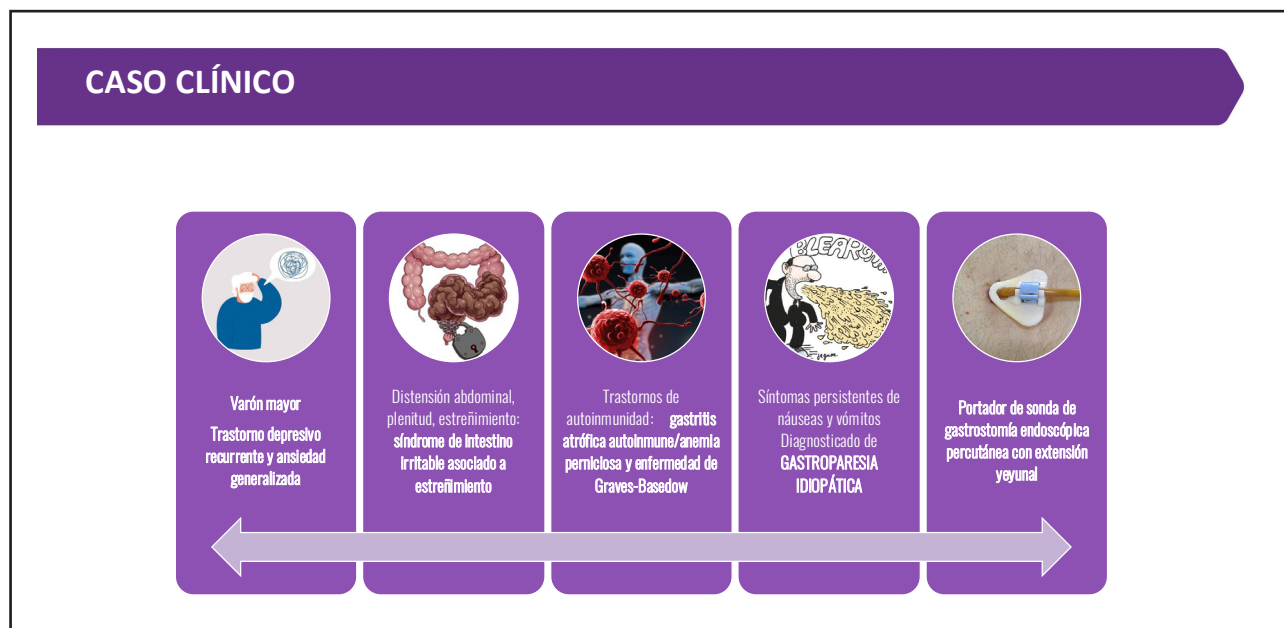 CASO CLÍNICO
Varón mayor
Trastorno depresivo
recurrente y ansiedad
generalizada
Distensión abdominal,
plenitud, estreñimiento:
síndrome de intestino
irritable asociado a
estreñimiento
Trastornos de
autoinmunidad: gastritis
atrófica autoinmune/anemia
perniciosa y enfermedad de
Graves-Basedow
Síntomas persistentes de
náuseas y vómitos
Diagnosticado de
GASTROPARESIA
IDIOPÁTICA
Portador de sonda de
gastrostomía endoscópica
percutánea con extensión
yeyunal